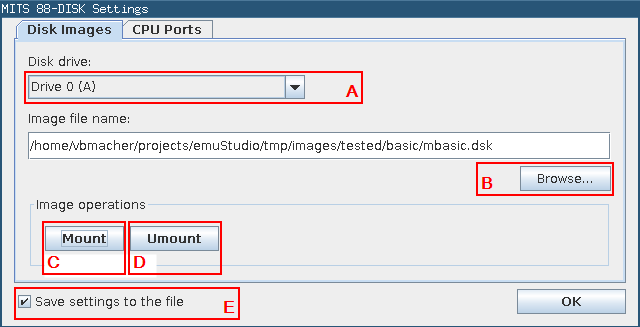 MITS 88-DISK Settings
Disk Images CPU Ports
Disk drive:
Drive 0 (A) A
Image file name:
/home/vbmacher/projects/emuStudio/tmp/images/tested/basic/mbasic.dsk
B Browse...
Image operations
Mount Umount
C D
Save settings to the file E OK